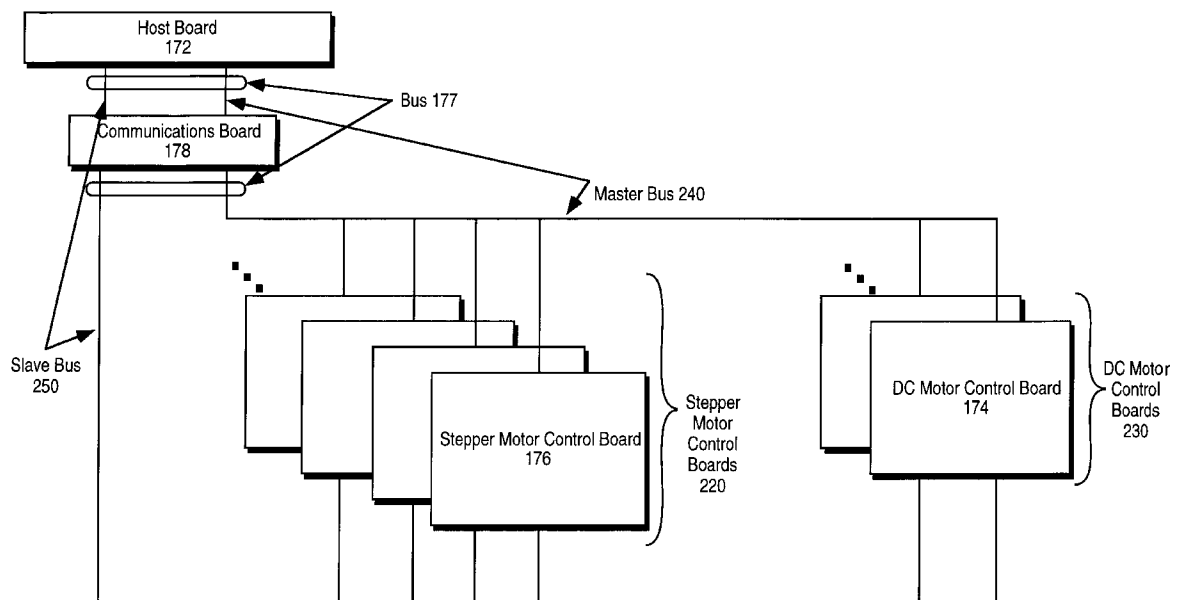 Host Board
172
Bus 177
Communications Board
178
Master Bus 240
Slave Bus
250
Stepper Motor Control Board
176
Stepper
Motor
Control
Boards
220
DC Motor Control Board
174
DC Motor
Control
Boards
230